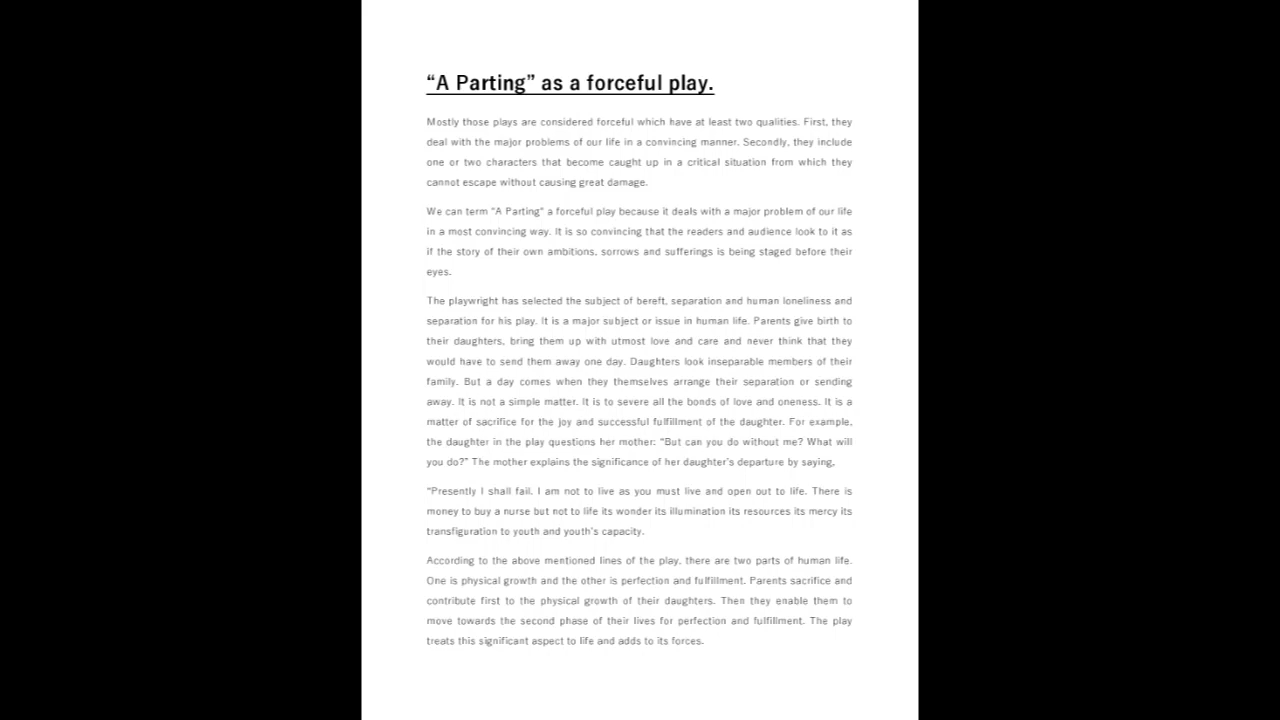 “A Parting” as a forceful play.
Mostly those plays are considered forceful which have at least two qualities. First, they
deal with the major problems of our life in a convincing manner. Secondly, they include
one or two characters that become caught up in a critical situation from which they
cannot escape without causing great damage.
We can term “A Parting” a forceful play because it deals with a major problem of our life
in a most convincing way. It is so convincing that the readers and audience look to it as
if the story of their own ambitions, sorrows and sufferings is being staged before their
eyes.
The playwright has selected the subject of bereft, separation and human loneliness and
separation for his play. It is a major subject or issue in human life. Parents give birth to
their daughters, bring them up with utmost love and care and never think that they
would have to send them away one day. Daughters look inseparable members of their
family. But a day comes when they themselves arrange their separation or sending
away. It is not a simple matter. It is to severe all the bonds of love and oneness. It is a
matter of sacrifice for the joy and successful fulfillment of the daughter. For example,
the daughter in the play questions her mother: “But can you do without me? What will
you do?” The mother explains the significance of her daughter’s departure by saying,
“Presently I shall fail. I am not to live as you must live and open out to life. There is
money to buy a nurse but not to life its wonder its illumination its resources its mercy its
transfiguration to youth and youth’s capacity.
According to the above mentioned lines of the play, there are two parts of human life.
One is physical growth and the other is perfection and fulfillment. Parents sacrifice and
contribute first to the physical growth of their daughters. Then they enable them to
move towards the second phase of their lives for perfection and fulfillment. The play
treats this significant aspect to life and adds to its forces.